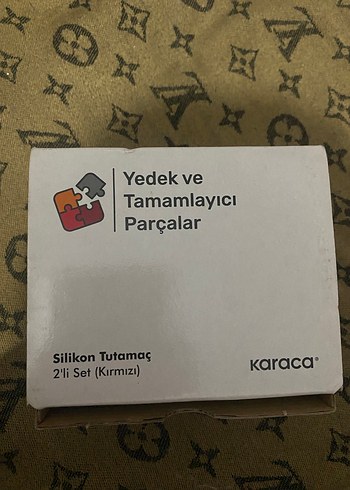 Yedek ve
Tamamlayıcı
Parçalar
Silikon Tutamaç
2'li Set (Kırmızı)
Karaca®